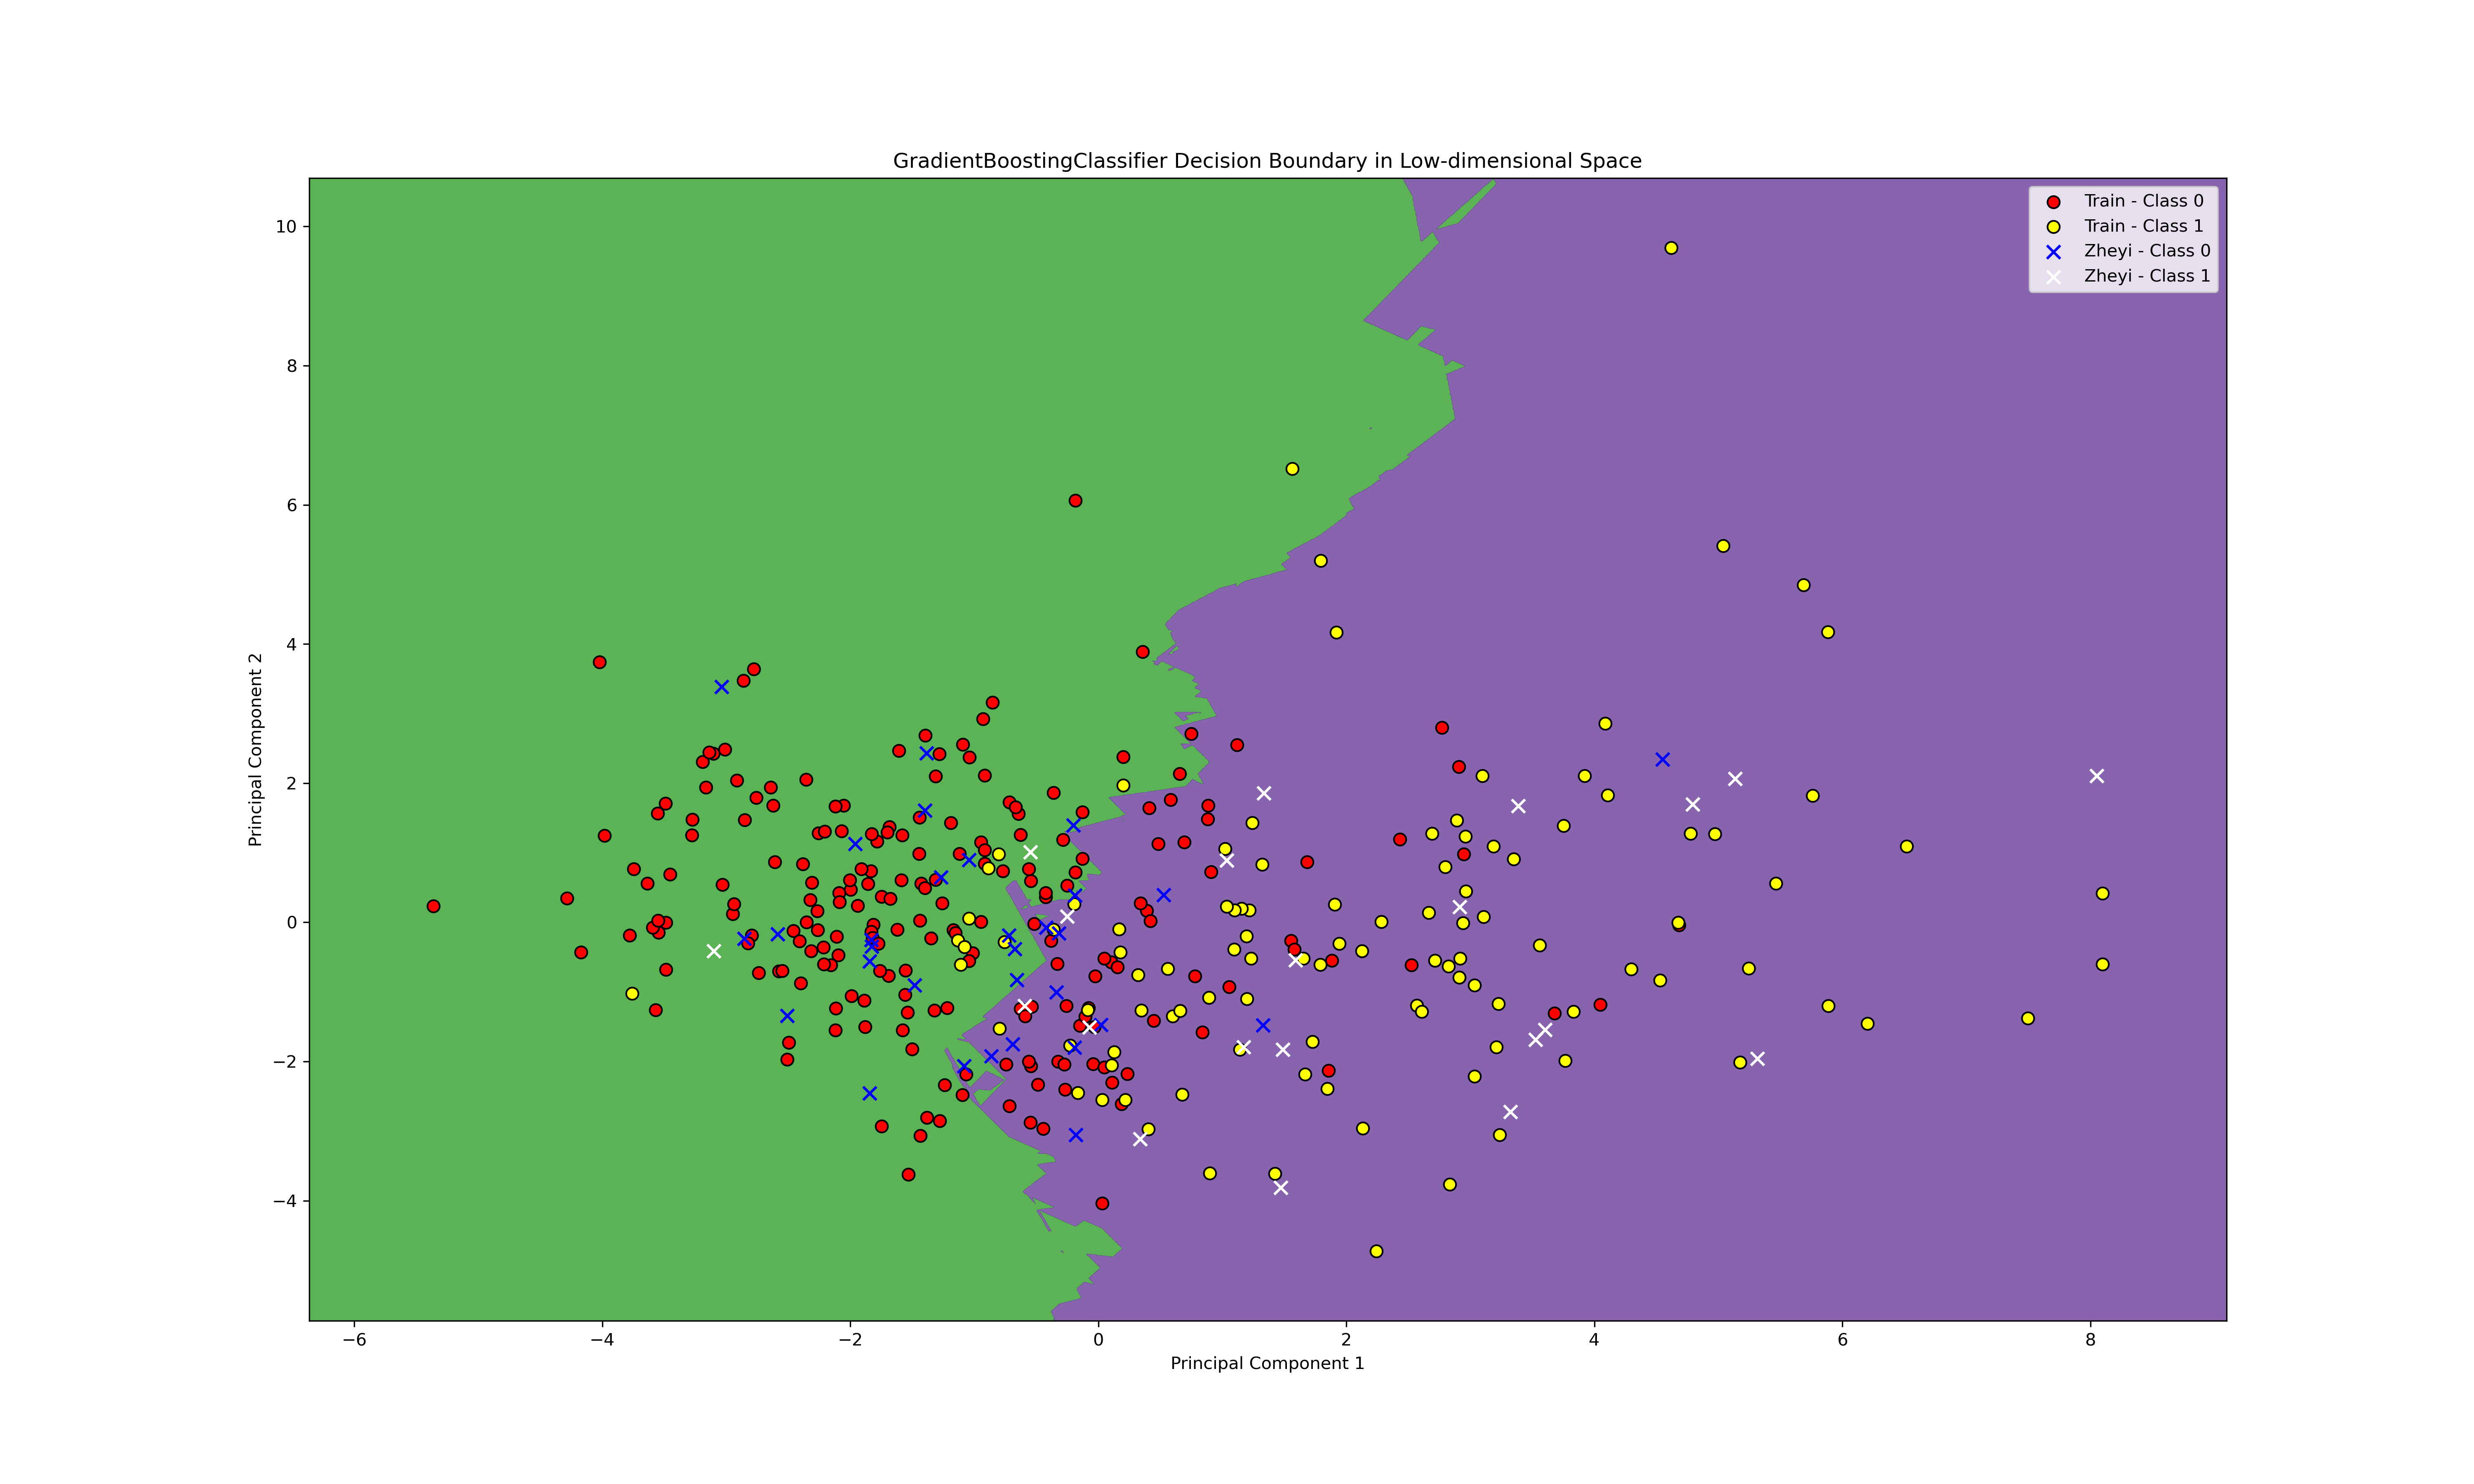 GradientBoostingClassifier Decision Boundary in Low-dimensional Space
Train - Class 0
Train - Class 1
Zheyi - Class 0
Zheyi - Class 1
10
8
6
4
2
0
−2
−4
Principal Component 2
−6 −4 −2 0 2 4 6 8
Principal Component 1